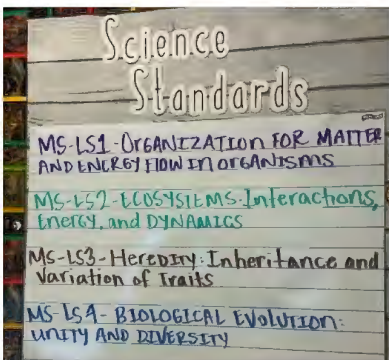 Science
Standards
MS-LS1-ORGANIZATION FOR MATTER
AND ENERGY FLOW IN ORGANISMS
MS-LS2-ECOSYSTEMS: Interactions,
Energy, and DYNAMICS
MS-LS3-Heredity: Inheritance and
Variation of Traits
MS-LS4- BIOLOGICAL EVOLUTION:
UNITY AND DIVERSITY